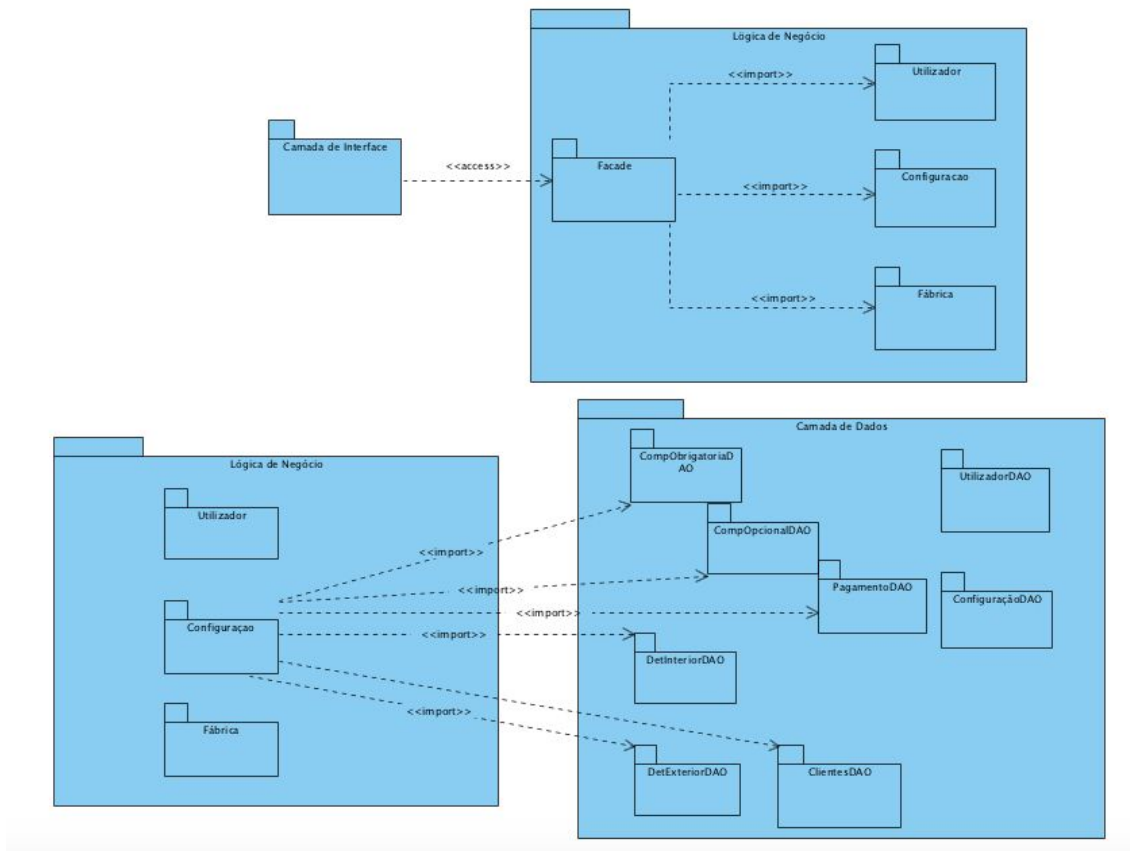 Lógica de Negócio
Utilizador
<<import>>
Camada de Interface
<<access>>
Facade
Configuracao
<<import>>
Fábrica
<<import>>
Camada de Dados
Lógica de Negócio
CompObrigatoriaD
AO
UtilizadorDAO
Utilizador
CompOpcionalDAO
<<import>>
PagamentoDAO
<<import>>
ConfiguraçãoDAO
<<import>>
Configuraçao
<<import>>
DetInteriorDAO
<<import>>
Fábrica
DetExteriorDAO
ClientesDAO